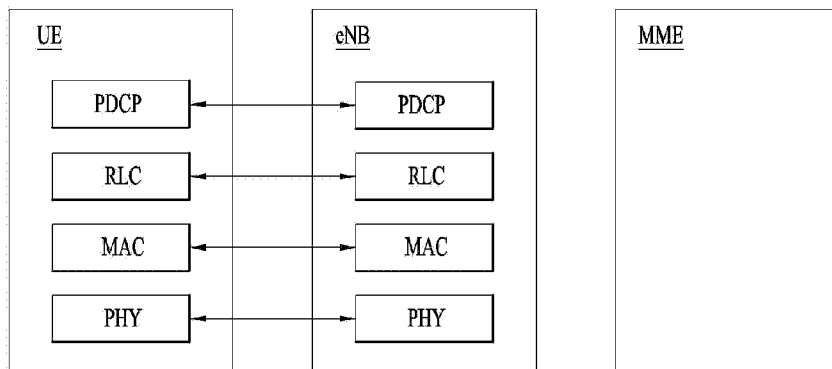 UE eNB MME
PDCP PDCP
RLC RLC
MAC MAC
PHY PHY